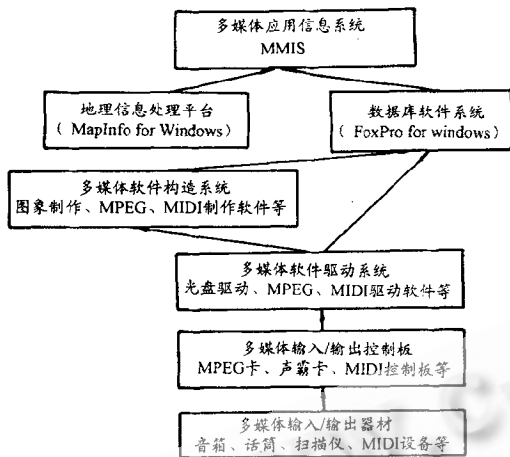 多媒体应用信息系统
MMIS
地理信息处理平台
( MapInfo for Windows )
数据库软件系统
( FoxPro for windows )
多媒体软件构造系统
图象制作、MPEG、MIDI制作软件等
多媒体软件驱动系统
光盘驱动、MPEG、MIDI驱动软件等
多媒体输入/输出控制板
MPEG卡、声霸卡、MIDI控制板等
多媒体输入/输出器材
音箱、话筒、扫描仪、MIDI设备等